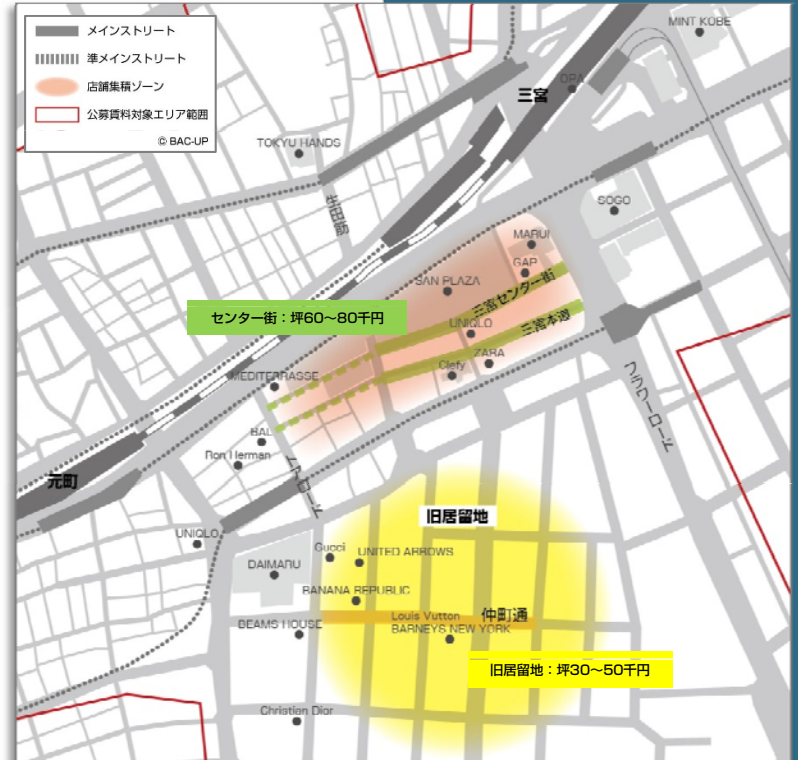 メインストリート
準メインストリート
店舗集積ゾーン
公募賃料対象エリア範囲
© BAC-UP
MINT KOBE
OPA
三宮
TOKYU HANDS
SOGO
MARUI
GAP
SAN PLAZA
三宮センター街
センター街：坪60～80千円
UNIQLO
三宮本通
ZARA
Clefy
MEDITERRASSE
フラワーロード
BAL
Ron Herman
トアロード
元町
旧居留地
UNIQLO
Gucci
UNITED ARROWS
DAIMARU
BANANA REPUBLIC
Louis Vutton
仲町通
BEAMS HOUSE
BARNEYS NEW YORK
旧居留地：坪30～50千円
Christian Dior